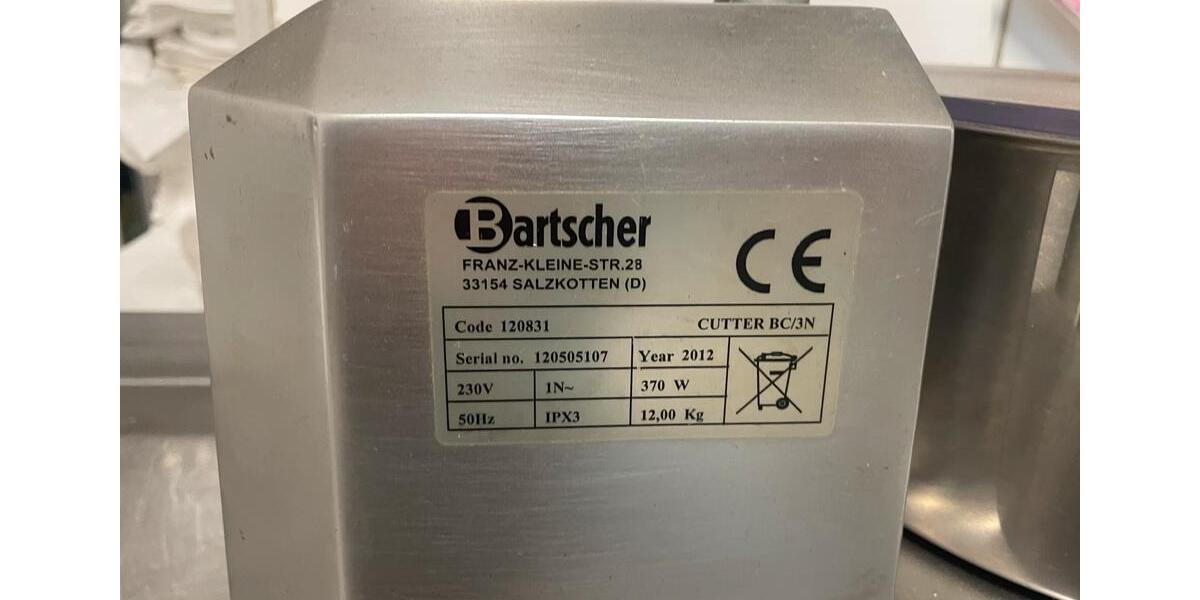 Bartscher
FRANZ-KLEINE-STR.28
33154 SALZKOTTEN (D)
CE
Code 120831 CUTTER BC/3N
Serial no. 120505107 Year 2012
230V 1N~ 370 W
50Hz IPX3 12,00 Kg